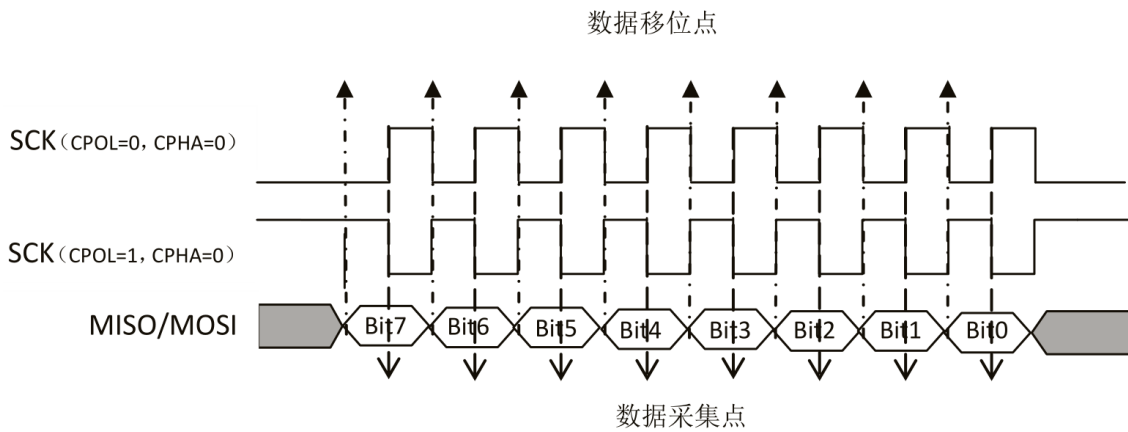 数据移位点
SCK（CPOL=0，CPHA=0）
SCK（CPOL=1，CPHA=0）
MISO/MOSI Bit7 Bit6 Bit5 Bit4 Bit3 Bit2 Bit1 Bit0
数据采集点